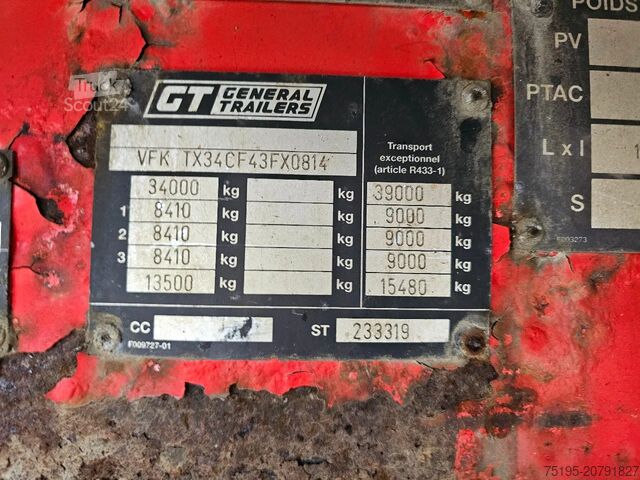 Truck
Scout24
GT GENERAL TRAILERS
VFK TX34CF43FX0814
Transport
exceptionnel
(article R433-1)
34000 kg kg 39000 kg
1 8410 kg kg 9000 kg
2 8410 kg kg 9000 kg
3 8410 kg kg 9000 kg
13500 kg kg 15480 kg
CC ST 233319
F009727-01
POIDS
PV
PTAC
L x l 1
S
F003273
75195-20791827